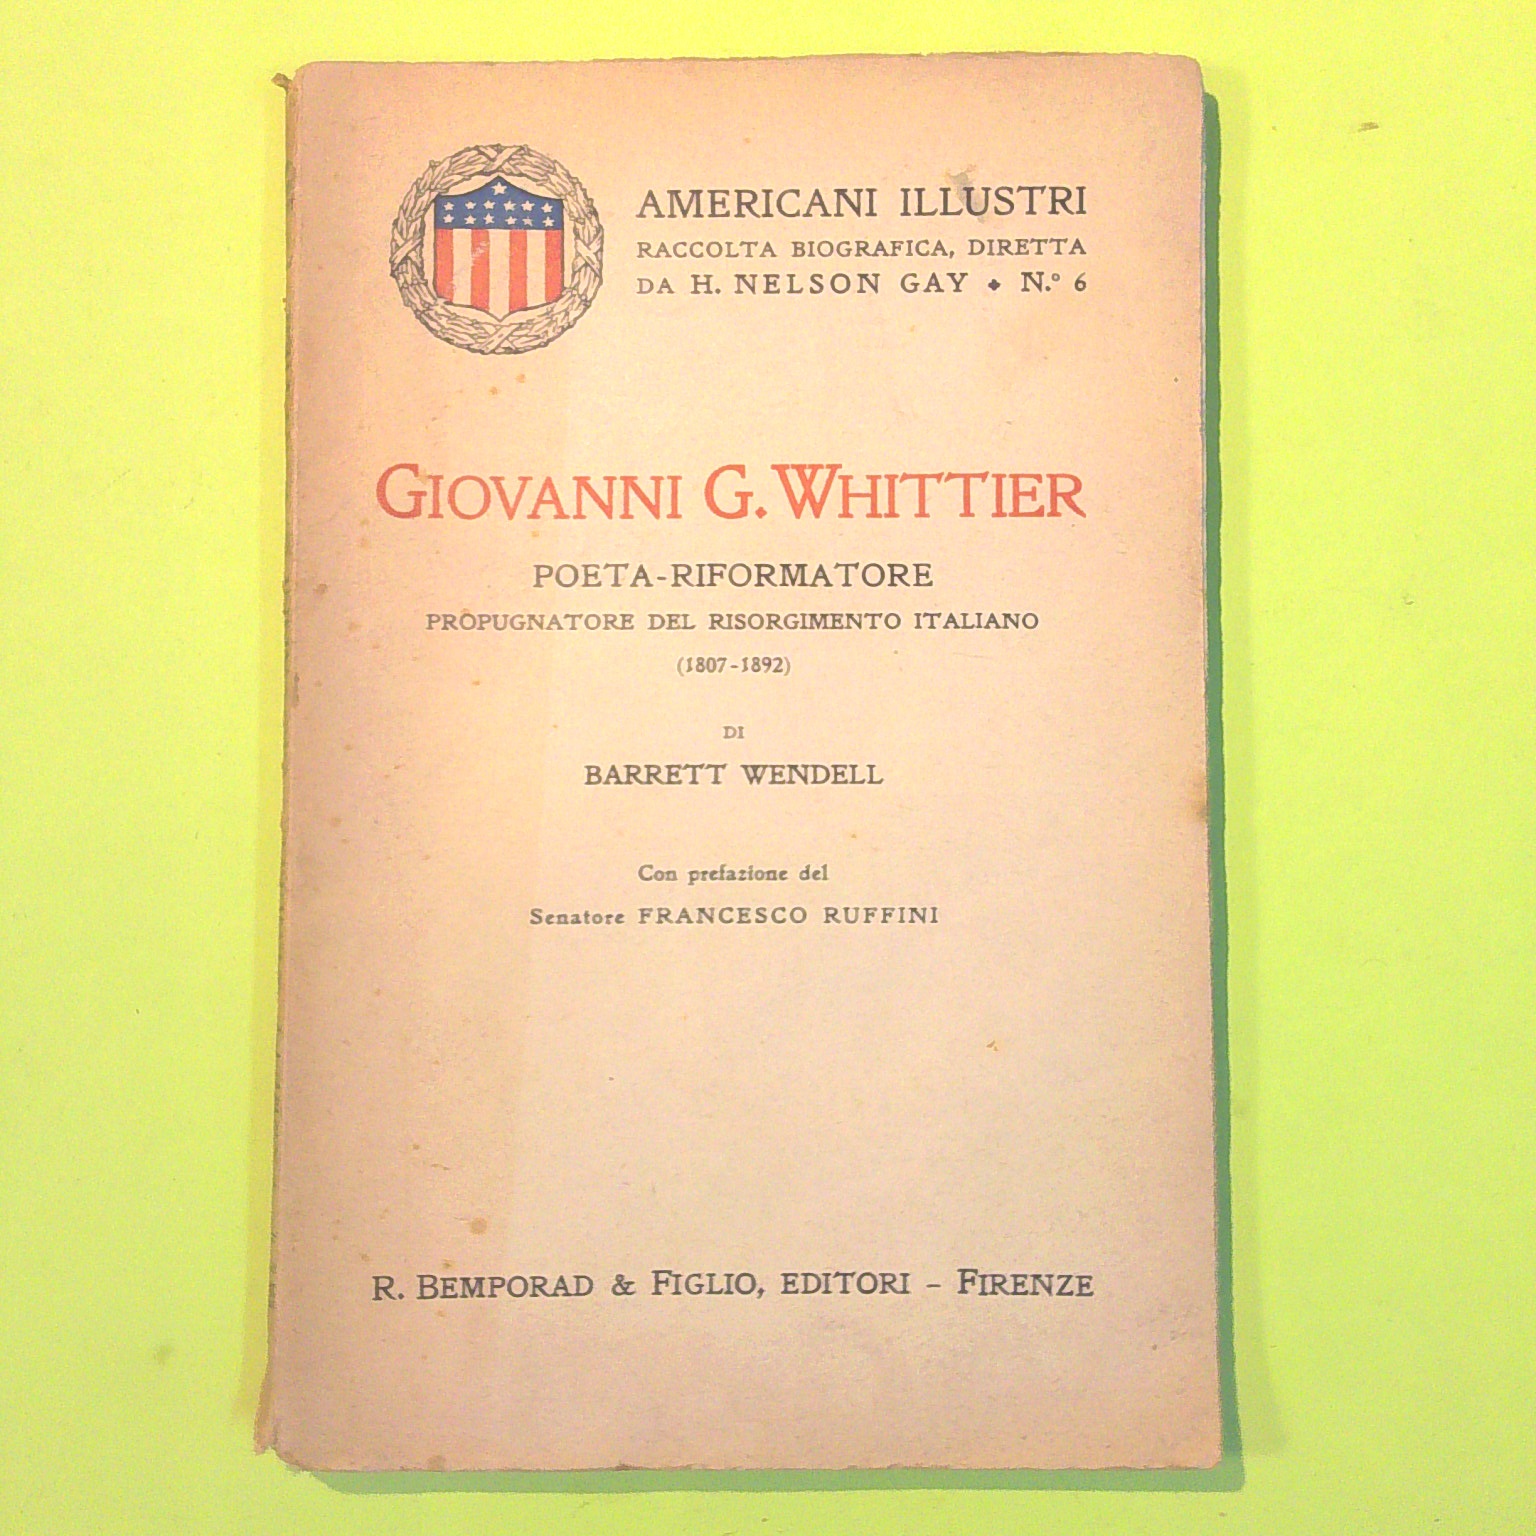 AMERICANI ILLUSTRI
RACCOLTA BIOGRAFICA, DIRETTA
DA H. NELSON GAY ◆ N.º 6
GIOVANNI G. WHITTIER
POETA-RIFORMATORE
PROPUGNATORE DEL RISORGIMENTO ITALIANO
(1807-1892)
DI
BARRETT WENDELL
Con prefazione del
Senatore FRANCESCO RUFFINI
R. BEMPORAD & FIGLIO, EDITORI - FIRENZE